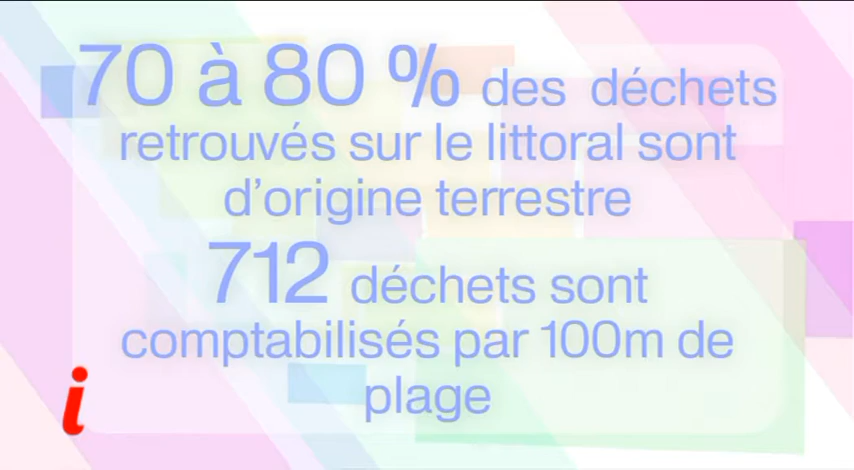 70 à 80 % des déchets
retrouvés sur le littoral sont
d’origine terrestre
712 déchets sont
comptabilisés par 100m de
plage
i